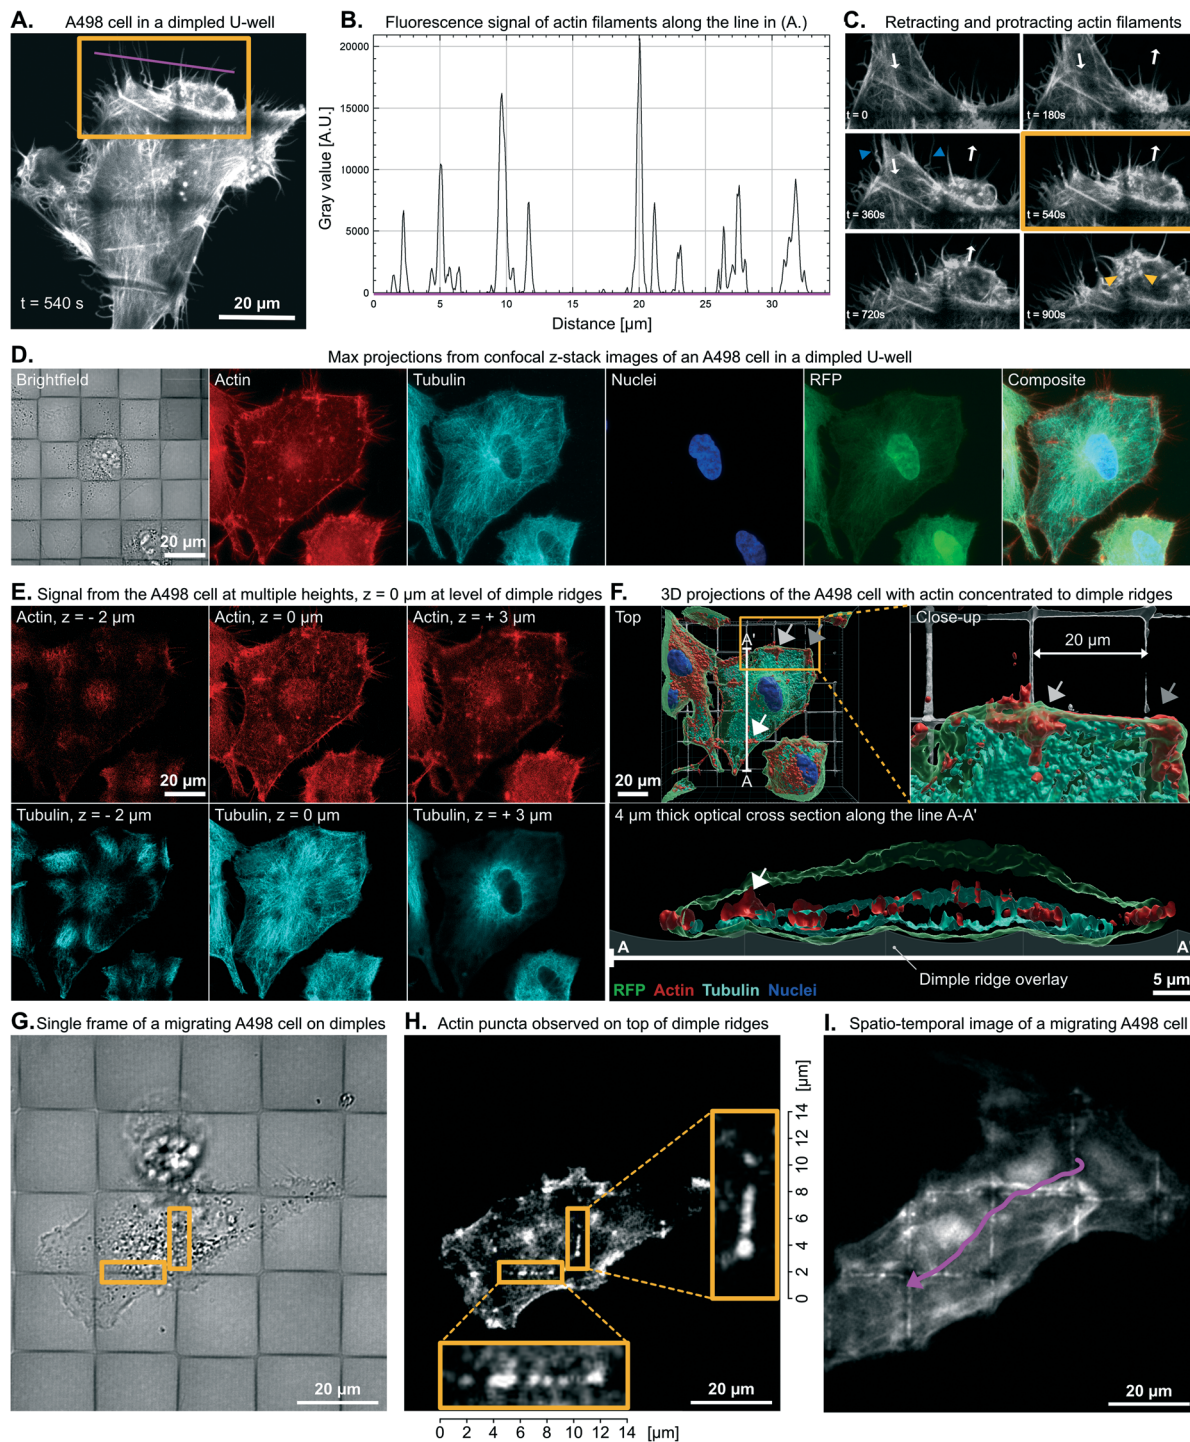 A. A498 cell in a dimpled U-well
t = 540 s
20 µm
B. Fluorescence signal of actin filaments along the line in (A.)
Gray value [A.U.]
20000
15000
10000
5000
0
0 5 10 15 20 25 30
Distance [µm]
C. Retracting and protracting actin filaments
t = 0
t = 180s
t = 360s
t = 540s
t = 720s
t = 900s
D. Max projections from confocal z-stack images of an A498 cell in a dimpled U-well
Brightfield
20 µm
Actin
Tubulin
Nuclei
RFP
Composite
E. Signal from the A498 cell at multiple heights, z = 0 µm at level of dimple ridges
Actin, z = - 2 µm
20 µm
Actin, z = 0 µm
Actin, z = + 3 µm
Tubulin, z = - 2 µm
Tubulin, z = 0 µm
Tubulin, z = + 3 µm
F. 3D projections of the A498 cell with actin concentrated to dimple ridges
Top
A'
A
20 µm
Close-up
20 µm
4 µm thick optical cross section along the line A-A'
A
A'
Dimple ridge overlay
RFP Actin Tubulin Nuclei
5 µm
G. Single frame of a migrating A498 cell on dimples
20 µm
H. Actin puncta observed on top of dimple ridges
[µm]
14
12
10
8
6
4
2
0
20 µm
0 2 4 6 8 10 12 14 [µm]
I. Spatio-temporal image of a migrating A498 cell
20 µm